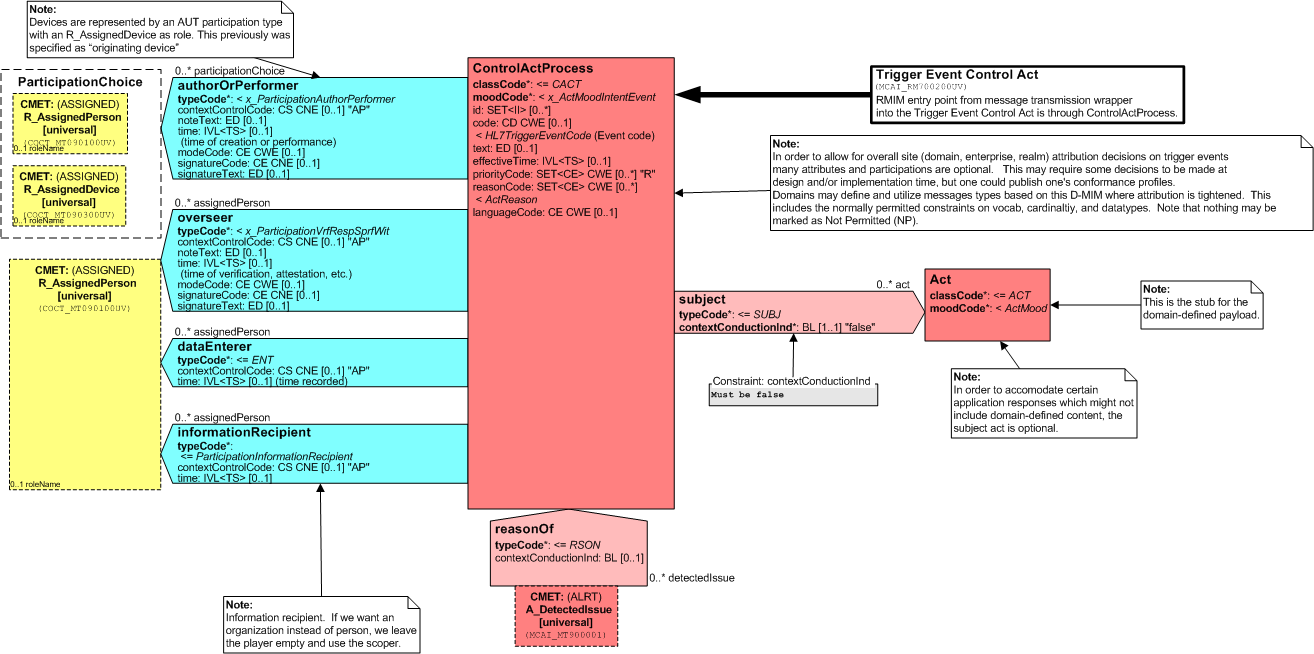 Note:
Devices are represented by an AUT participation type
with an R_AssignedDevice as role. This previously was
specified as “originating device”
ParticipationChoice
CMET: (ASSIGNED)
R_AssignedPerson
[universal]
(COCT_MT090100UV)
0..1 roleName
CMET: (ASSIGNED)
R_AssignedDevice
[universal]
(COCT_MT090300UV)
0..1 roleName
CMET: (ASSIGNED)
R_AssignedPerson
[universal]
(COCT_MT090100UV)
0..1 roleName
0..* participationChoice
authorOrPerformer
typeCode*: < x_ParticipationAuthorPerformer
contextControlCode: CS CNE [0..1] "AP"
noteText: ED [0..1]
time: IVL<TS> [0..1]
(time of creation or performance)
modeCode: CE CWE [0..1]
signatureCode: CE CNE [0..1]
signatureText: ED [0..1]
0..* assignedPerson
overseer
typeCode*: < x_ParticipationVrfRespSprfWit
contextControlCode: CS CNE [0..1] "AP"
noteText: ED [0..1]
time: IVL<TS> [0..1]
(time of verification, attestation, etc.)
modeCode: CE CWE [0..1]
signatureCode: CE CNE [0..1]
signatureText: ED [0..1]
0..* assignedPerson
dataEnterer
typeCode*: <= ENT
contextControlCode: CS CNE [0..1] "AP"
time: IVL<TS> [0..1] (time recorded)
0..* assignedPerson
informationRecipient
typeCode*:
<= ParticipationInformationRecipient
contextControlCode: CS CNE [0..1] "AP"
time: IVL<TS> [0..1]
Note:
Information recipient. If we want an
organization instead of person, we leave
the player empty and use the scoper.
ControlActProcess
classCode*: <= CACT
moodCode*: < x_ActMoodIntentEvent
id: SET<II> [0..*]
code: CD CWE [0..1]
< HL7TriggerEventCode (Event code)
text: ED [0..1]
effectiveTime: IVL<TS> [0..1]
priorityCode: SET<CE> CWE [0..*] "R"
reasonCode: SET<CE> CWE [0..*]
< ActReason
languageCode: CE CWE [0..1]
reasonOf
typeCode*: <= RSON
contextConductionInd: BL [0..1]
0..* detectedIssue
CMET: (ALRT)
A_DetectedIssue
[universal]
(MCAI_MT900001)
Trigger Event Control Act
(MCAI_RM700200UV)
RMIM entry point from message transmission wrapper
into the Trigger Event Control Act is through ControlActProcess.
Note:
In order to allow for overall site (domain, enterprise, realm) attribution decisions on trigger events
many attributes and participations are optional. This may require some decisions to be made at
design and/or implementation time, but one could publish one's conformance profiles.
Domains may define and utilize messages types based on this D-MIM where attribution is tightened. This
includes the normally permitted constraints on vocab, cardinaltiy, and datatypes. Note that nothing may be
marked as Not Permitted (NP).
0..* act
subject
typeCode*: <= SUBJ
contextConductionInd*: BL [1..1] "false"
Constraint: contextConductionInd
Must be false
Act
classCode*: <= ACT
moodCode*: < ActMood
Note:
This is the stub for the
domain-defined payload.
Note:
In order to accomodate certain
application responses which might not
include domain-defined content, the
subject act is optional.